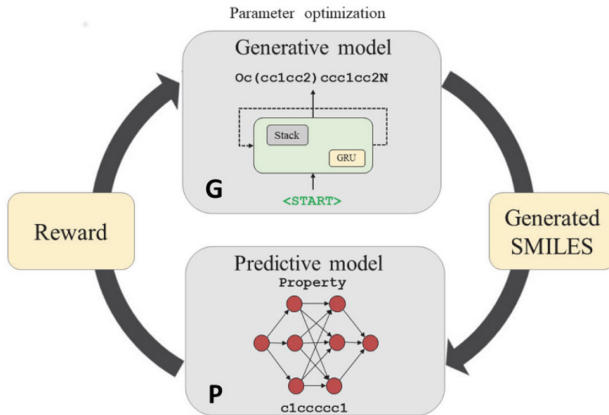 Parameter optimization
Generative model
Oc(cc1cc2)ccc1cc2N
Stack
GRU
G
<START>
Reward
Generated
SMILES
Predictive model
Property
P
c1ccccc1